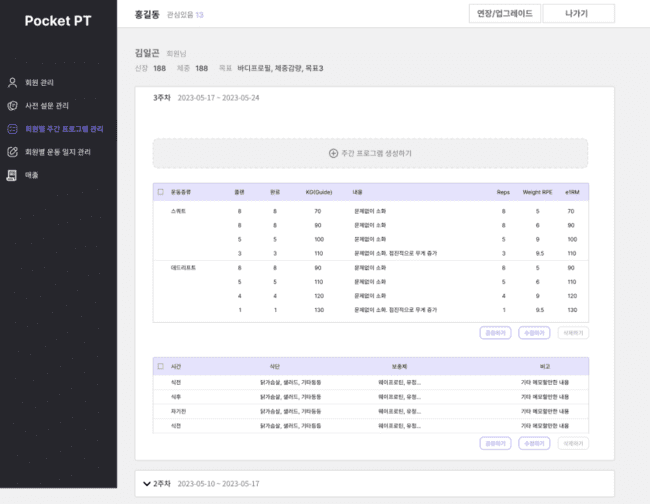 Pocket PT
홍길동 관심있음 13
연장/업그레이드 나가기
김일곤 회원님
신장 188 체중 188 목표 바디프로필, 체중감량, 목표3
회원 관리
사전 설문 관리
회원별 주간 프로그램 관리
회원별 운동 일지 관리
매출
3주차 2023-05-17 ~ 2023-05-24
주간 프로그램 생성하기
운동종목 플랜 완료 KG(Guide) 내용 Reps Weight RPE e1RM
스쿼트 8 8 70 문제없이 소화 8 5 70
8 8 90 문제없이 소화 8 6 90
5 5 100 문제없이 소화 5 9 100
3 3 110 문제없이 소화, 점진적으로 무게 증가 3 9.5 110
데드리프트 8 8 90 문제없이 소화 8 5 90
5 5 110 문제없이 소화 5 6 110
4 4 120 문제없이 소화 4 9 120
1 1 130 문제없이 소화, 점진적으로 무게 증가 1 9.5 130
수정하기 삭제하기
시간 식단 보충제 비고
식전 닭가슴살, 샐러드, 기타등등 웨이프로틴, 유청... 기타 메모할만한 내용
식후 닭가슴살, 샐러드, 기타등등 웨이프로틴, 유청... 기타 메모할만한 내용
자기전 닭가슴살, 샐러드, 기타등등 웨이프로틴, 유청... 기타 메모할만한 내용
식전 닭가슴살, 샐러드, 기타등등 웨이프로틴, 유청... 기타 메모할만한 내용
수정하기 삭제하기
2주차 2023-05-10 ~ 2023-05-17